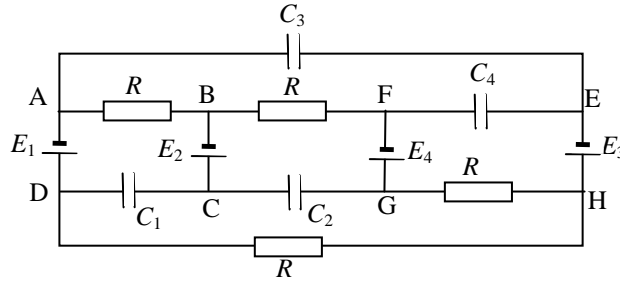 C₃
A R B R F C₄ E
E₁ E₂ E₄ E₃
D C₁ C C₂ G R H
R